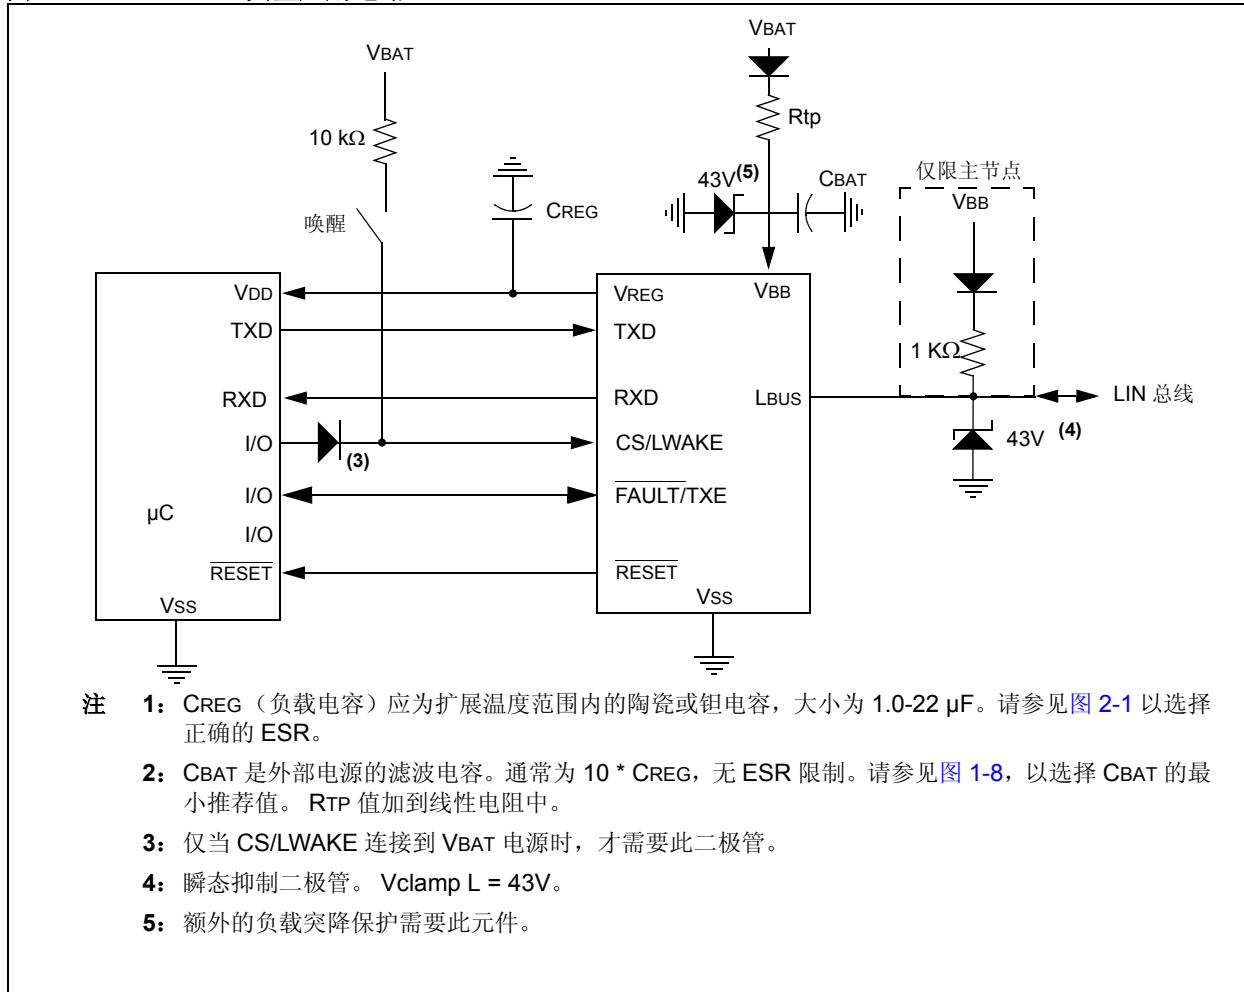 VBAT
VBAT
10 kΩ
Rtp
43V(5)
CBAT
仅限主节点
VBB
CREG
唤醒
VDD
VREG
VBB
TXD
TXD
1 KΩ
RXD
RXD
LBUS
LIN 总线
I/O
(3)
CS/LWAKE
43V (4)
I/O
FAULT/TXE
µC
I/O
RESET
RESET
VSS
VSS
注 1：CREG（负载电容）应为扩展温度范围内的陶瓷或钽电容，大小为 1.0-22 µF。请参见图 2-1 以选择
正确的 ESR。
2：CBAT 是外部电源的滤波电容。通常为 10 * CREG，无 ESR 限制。请参见图 1-8，以选择 CBAT 的最
小推荐值。 RTP 值加到线性电阻中。
3：仅当 CS/LWAKE 连接到 VBAT 电源时，才需要此二极管。
4：瞬态抑制二极管。 Vclamp L = 43V。
5：额外的负载突降保护需要此元件。